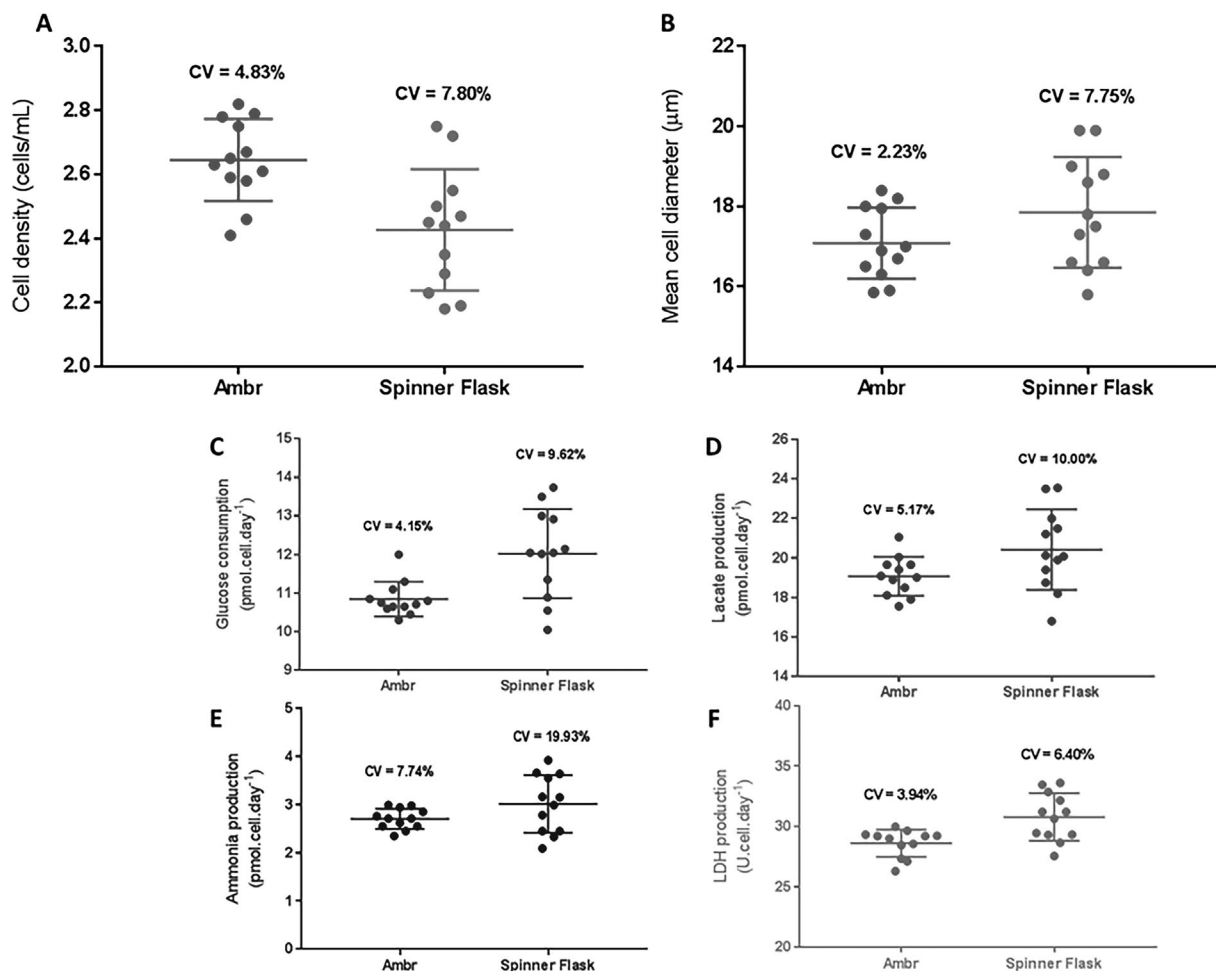 A
Cell density (cells/mL)
3.0
2.8
2.6
2.4
2.2
2.0
CV = 4.83%
CV = 7.80%
Ambr
Spinner Flask
B
Mean cell diameter (μm)
22
20
18
16
14
CV = 2.23%
CV = 7.75%
Ambr
Spinner Flask
C
Glucose consumption
(pmol.cell.day⁻¹)
15
14
13
12
11
10
9
CV = 4.15%
CV = 9.62%
Ambr
Spinner Flask
D
Lacate production
(pmol.cell.day⁻¹)
26
24
22
20
18
16
14
CV = 5.17%
CV = 10.00%
Ambr
Spinner Flask
E
Ammonia production
(pmol.cell.day⁻¹)
5
4
3
2
1
0
CV = 7.74%
CV = 19.93%
Ambr
Spinner Flask
F
LDH production
(U.cell.day⁻¹)
40
35
30
25
20
CV = 3.94%
CV = 6.40%
Ambr
Spinner Flask